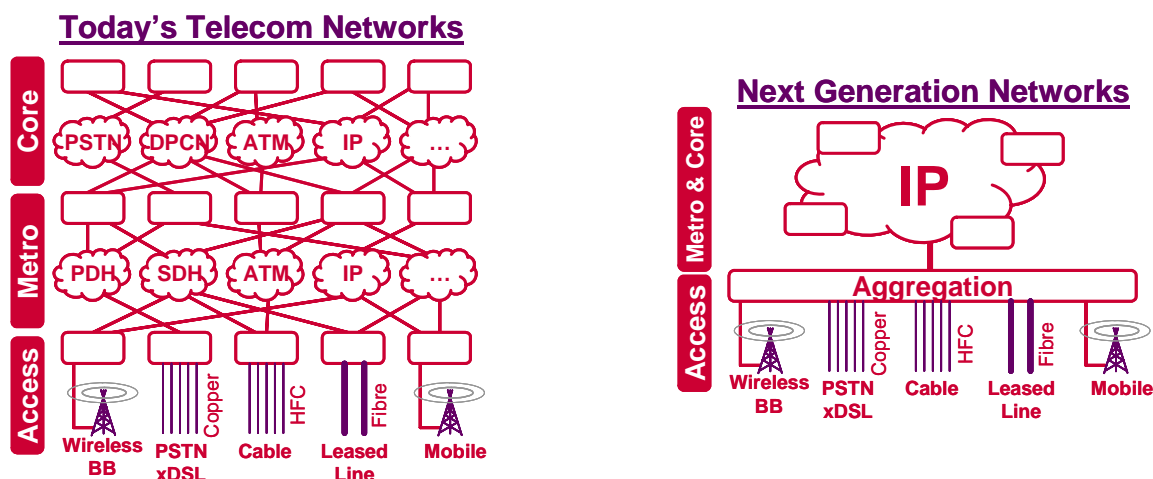 Today's Telecom Networks
Core
PSTN DPCN ATM IP ...
Metro
PDH SDH ATM IP ...
Access
Copper
HFC
Fibre
Wireless
BB
PSTN
xDSL
Cable
Leased
Line
Mobile
Next Generation Networks
Metro & Core
IP
Aggregation
Access
Copper
HFC
Fibre
Wireless
BB
PSTN
xDSL
Cable
Leased
Line
Mobile